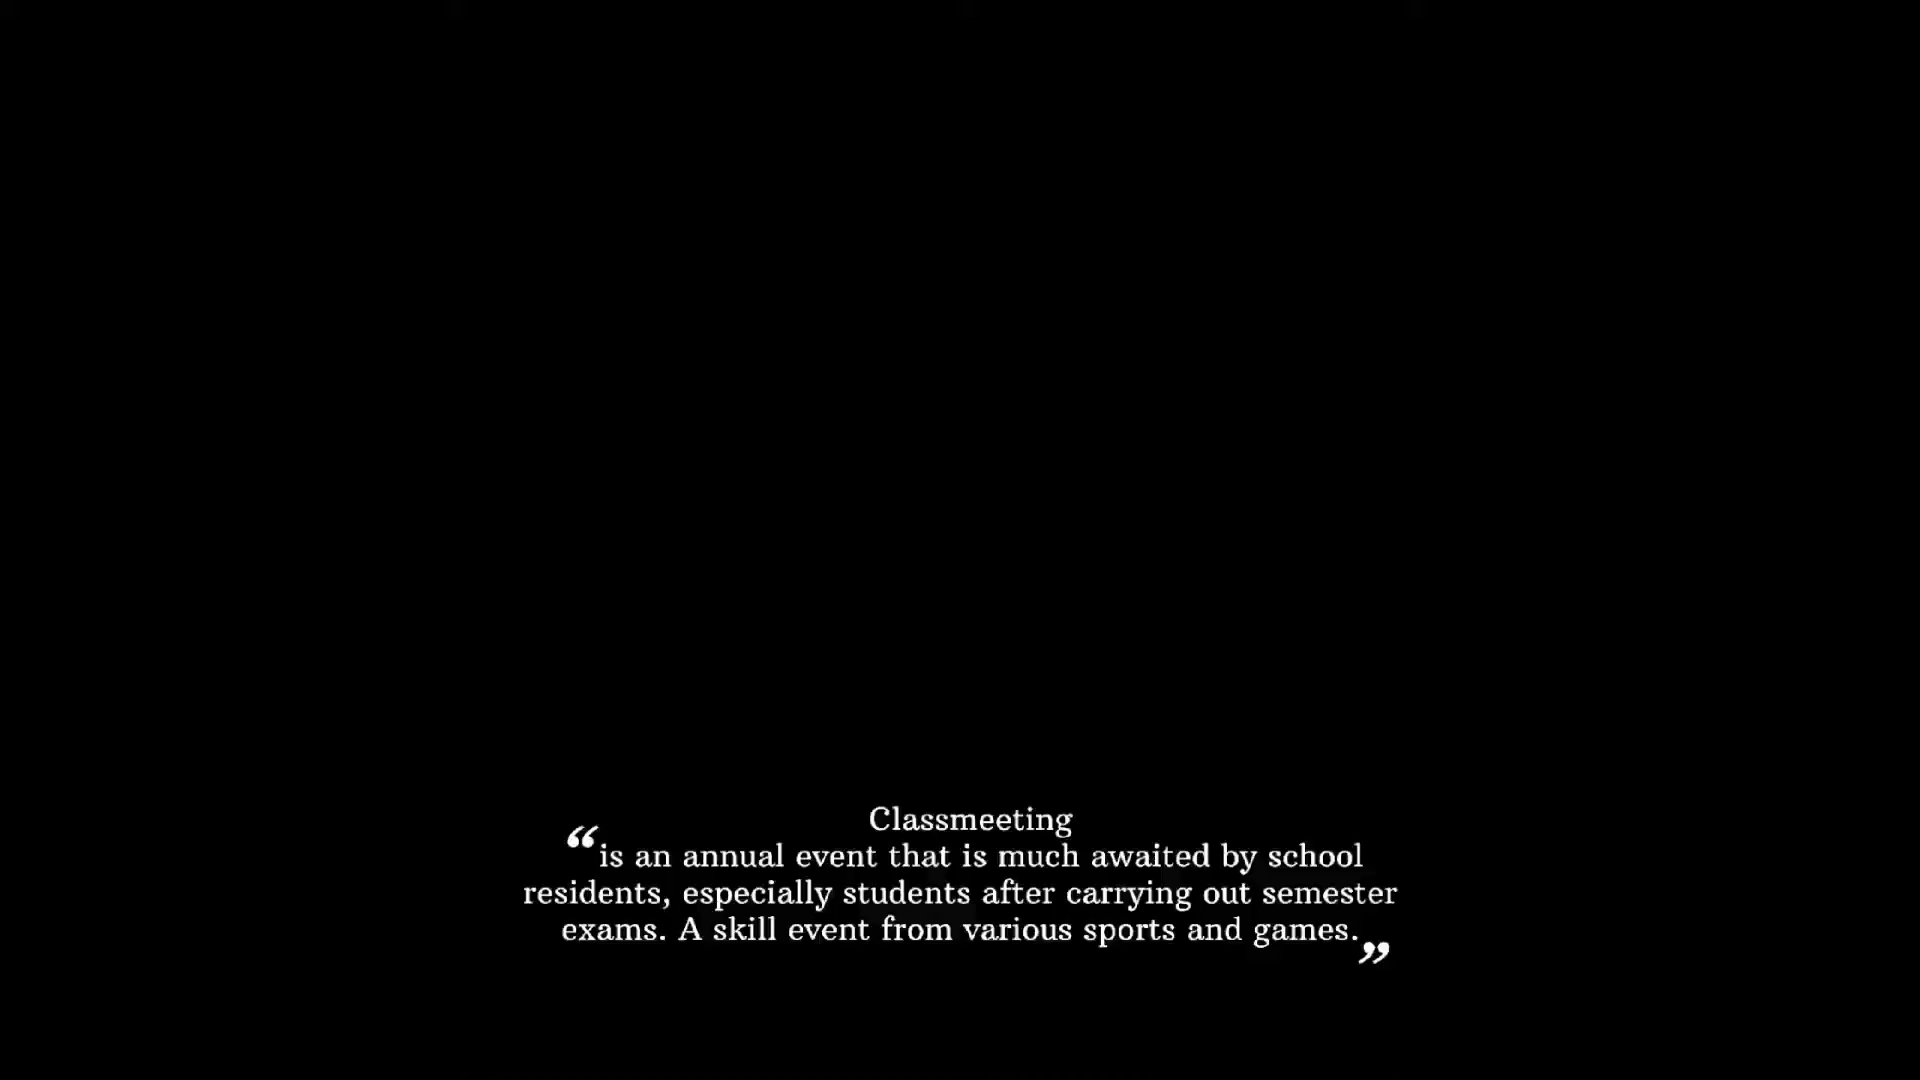 Classmeeting
“is an annual event that is much awaited by school
residents, especially students after carrying out semester
exams. A skill event from various sports and games.”